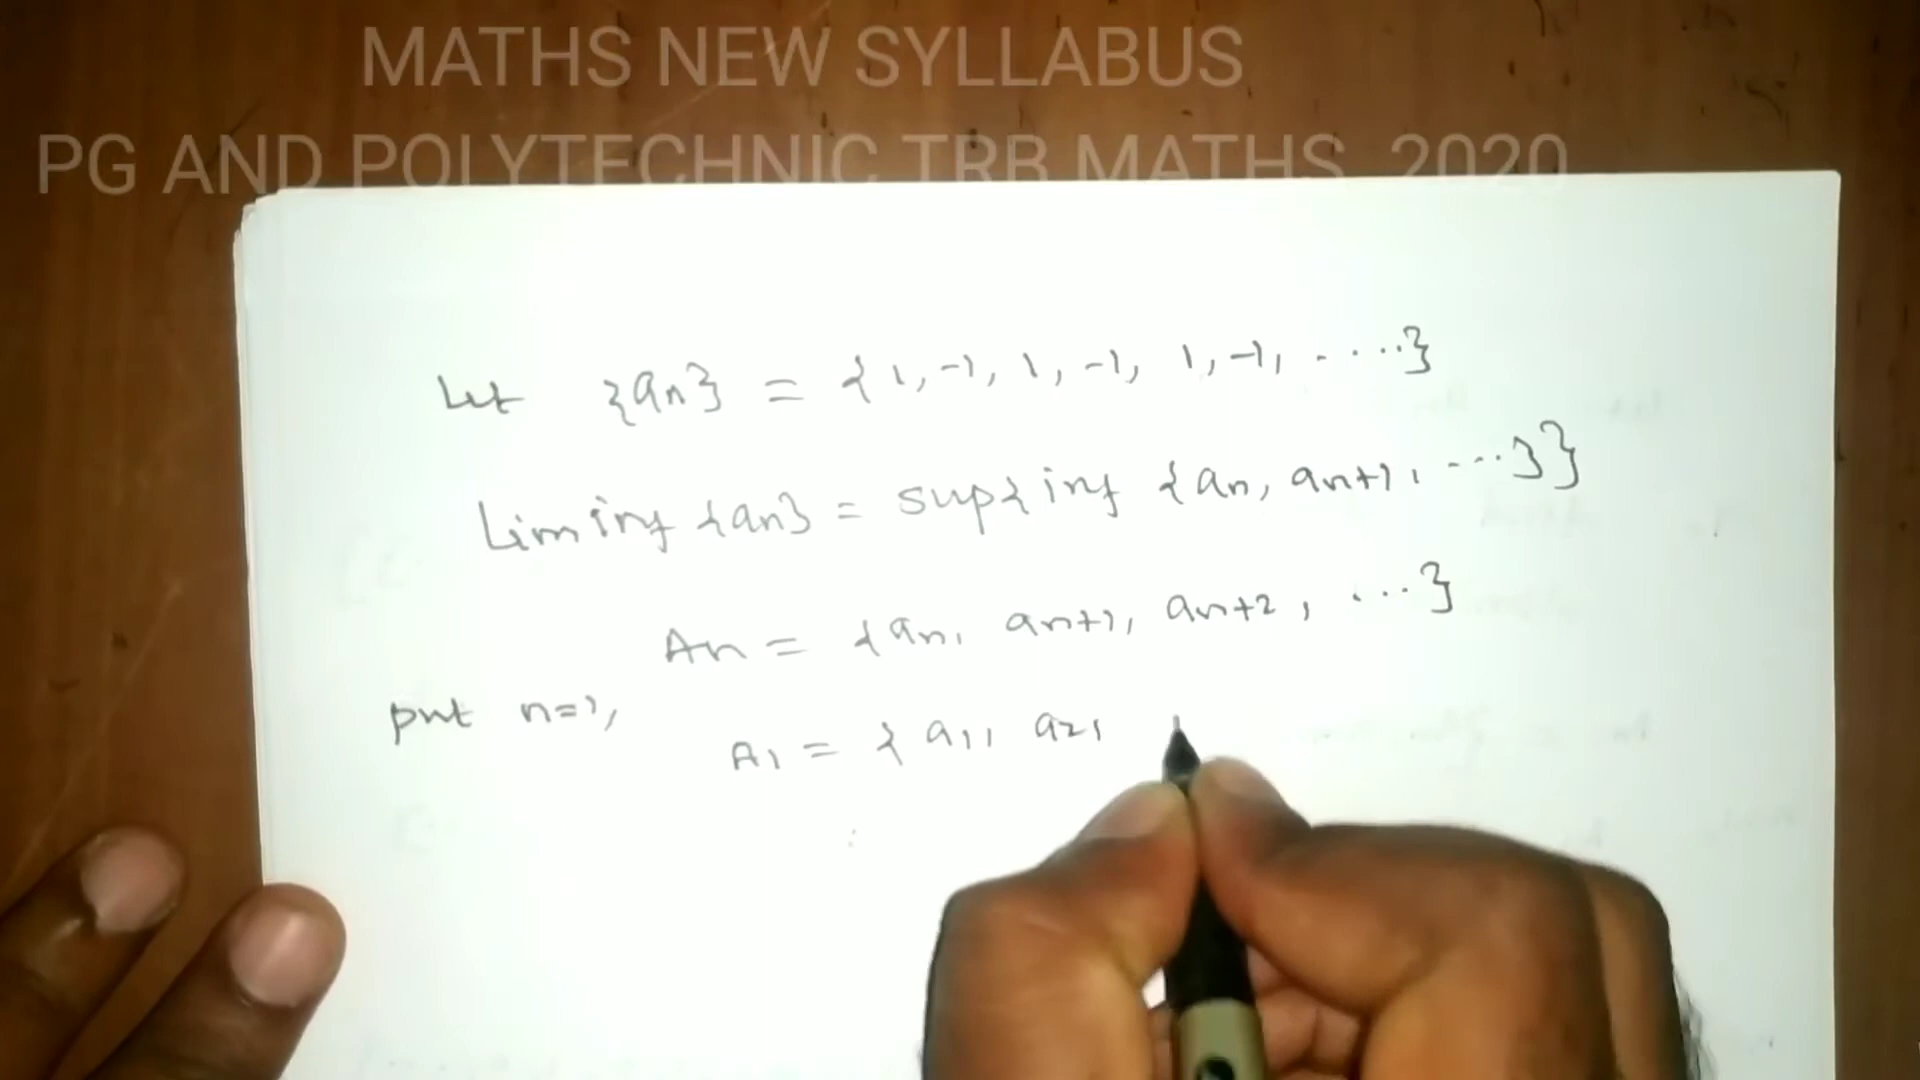 MATHS NEW SYLLABUS
PG AND POLYTECHNIC TRB MATHS 2020
Let {an} = {1, -1, 1, -1, 1, -1, .....}
Lim inf {an} = sup{inf {an, an+1, ...}}
An = {an, an+1, an+2, ...}
put n=1,
A1 = {a1, a2,